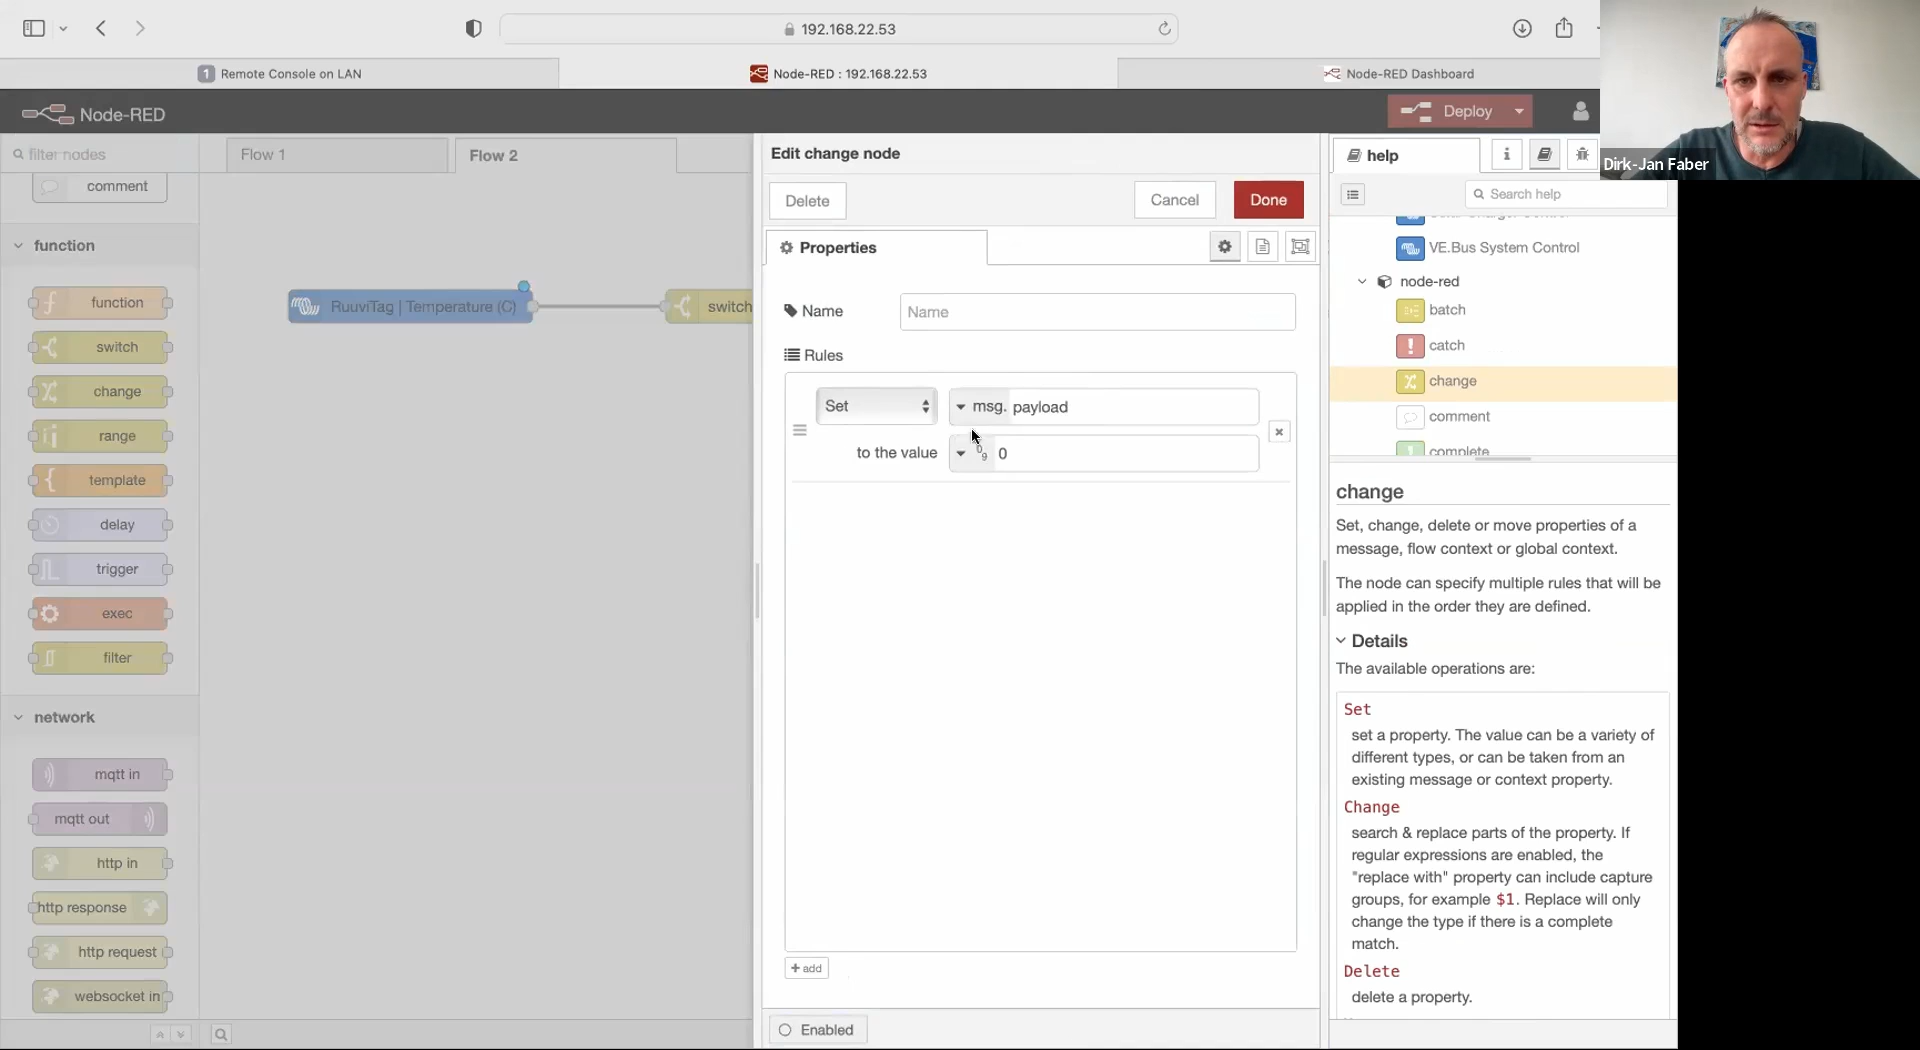 192.168.22.53
1 Remote Console on LAN
Node-RED : 192.168.22.53
Node-RED Dashboard
Node-RED
Deploy
Dirk-Jan Faber
filter nodes
Flow 1
Flow 2
comment
function
function
switch
change
range
template
delay
trigger
exec
filter
network
mqtt in
mqtt out
http in
http response
http request
websocket in
RuuviTag | Temperature (C)
switch
Edit change node
Delete
Cancel
Done
Properties
Name
Name
Rules
Set
msg. payload
to the value
0
9
0
+ add
Enabled
help
Search help
VE.Bus System Control
node-red
batch
catch
change
comment
complete
change
Set, change, delete or move properties of a
message, flow context or global context.
The node can specify multiple rules that will be
applied in the order they are defined.
Details
The available operations are:
Set
set a property. The value can be a variety of
different types, or can be taken from an
existing message or context property.
Change
search & replace parts of the property. If
regular expressions are enabled, the
"replace with" property can include capture
groups, for example $1. Replace will only
change the type if there is a complete
match.
Delete
delete a property.